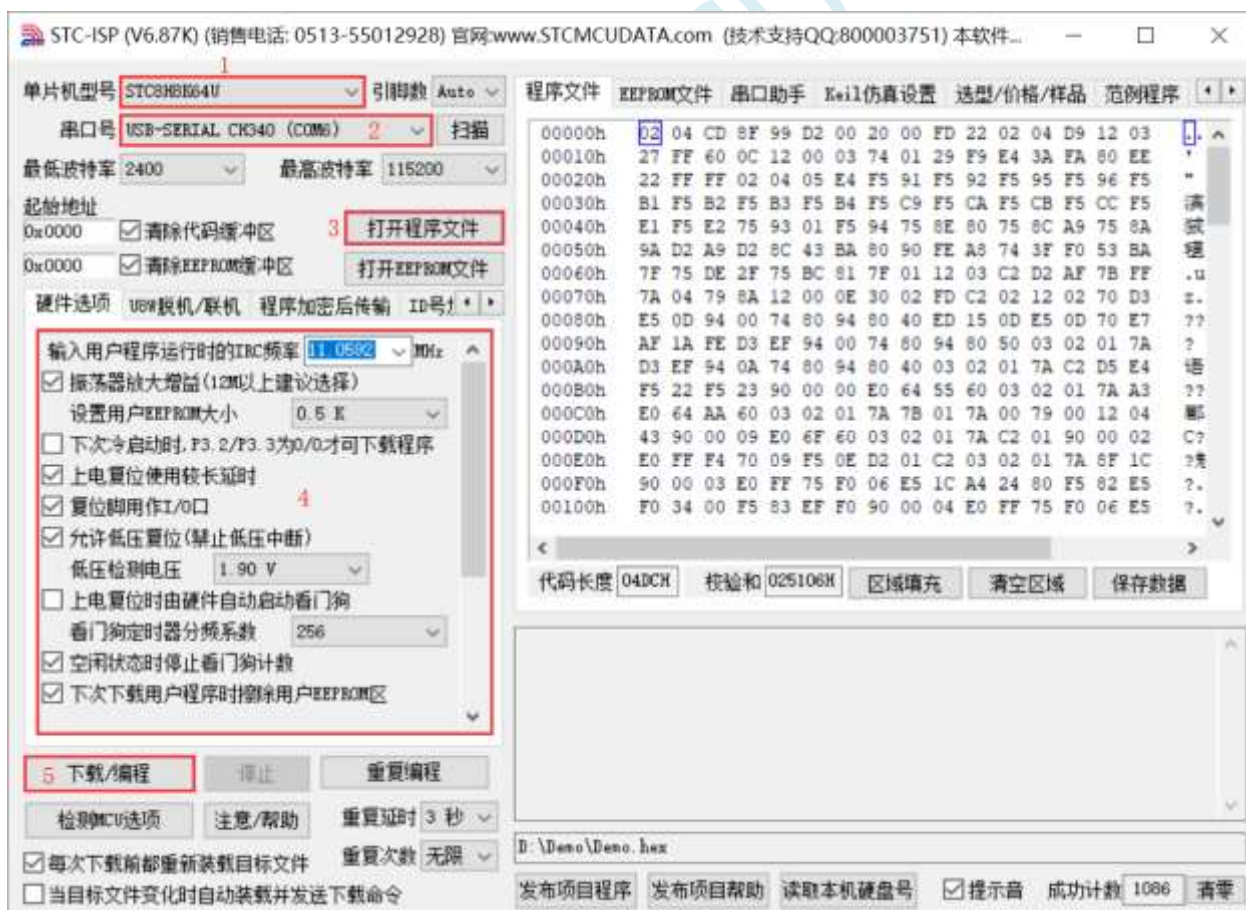 STC-ISP (V6.87K) (销售电话: 0513-55012928) 官网:www.STCMCUDATA.com (技术支持QQ:800003751) 本软件...
1
单片机型号 STC8H8K64U 引脚数 Auto
串口号 USB-SERIAL CH340 (COM6) 2 扫描
最低波特率 2400 最高波特率 115200
起始地址
0x0000 清除代码缓冲区 3 打开程序文件
0x0000 清除EEPROM缓冲区 打开EEPROM文件
硬件选项 U8W脱机/联机 程序加密后传输
输入用户程序运行时的IRC频率 11.0592 MHz
振荡器放大增益(12M以上建议选择)
设置用户EEPROM大小 0.5 K
下次冷启动时,P3.2/P3.3为0/0才可下载程序
上电复位使用较长延时
4
复位脚用作I/O口
允许低压复位(禁止低压中断)
低压检测电压 1.90 V
上电复位时由硬件自动启动看门狗
看门狗定时器分频系数 256
空闲状态时停止看门狗计数
下次下载用户程序时擦除用户EEPROM区
5 下载/编程 停止 重复编程
检测MCU选项 注意/帮助 重复延时 3 秒
每次下载前都重新装载目标文件 重复次数 无限
当目标文件变化时自动装载并发送下载命令
程序文件 EEPROM文件 串口助手 Keil仿真设置 选型/价格/样品 范例程序
00000h 02 04 CD 8F 99 D2 00 20 00 FD 22 02 04 D9 12 03
00010h 27 FF 60 0C 12 00 03 74 01 29 F9 E4 3A FA 80 EE
00020h 22 FF FF 02 04 05 E4 F5 91 F5 92 F5 95 F5 96 F5
00030h B1 F5 B2 F5 B3 F5 B4 F5 C9 F5 CA F5 CB F5 CC F5
00040h E1 F5 E2 75 93 01 F5 94 75 8E 80 75 8C A9 75 8A
00050h 9A D2 A9 D2 8C 43 BA 80 90 FE A8 74 3F F0 53 BA
00060h 7F 75 DE 2F 75 BC 81 7F 01 12 03 C2 D2 AF 7B FF
00070h 7A 04 79 8A 12 00 0E 30 02 FD C2 02 12 02 70 D3
00080h E5 0D 94 00 74 80 94 80 40 ED 15 0D E5 0D 70 E7
00090h AF 1A FE D3 EF 94 00 74 80 94 80 50 03 02 01 7A
000A0h D3 EF 94 0A 74 80 94 80 40 03 02 01 7A C2 D5 E4
000B0h F5 22 F5 23 90 00 00 E0 64 55 60 03 02 01 7A A3
000C0h E0 64 AA 60 03 02 01 7A 7B 01 7A 00 79 00 12 04
000D0h 43 90 00 09 E0 6F 60 03 02 01 7A C2 01 90 00 02
000E0h E0 FF F4 70 09 F5 0E D2 01 C2 03 02 01 7A 8F 1C
000F0h 90 00 03 E0 FF 75 F0 06 E5 1C A4 24 80 F5 82 E5
00100h F0 34 00 F5 83 EF F0 90 00 04 E0 FF 75 F0 06 E5
代码长度 04DCH 校验和 025106H 区域填充 清空区域 保存数据
D:\Demo\Demo.hex
发布项目程序 发布项目帮助 读取本机硬盘号 提示音 成功计数 1086 清零